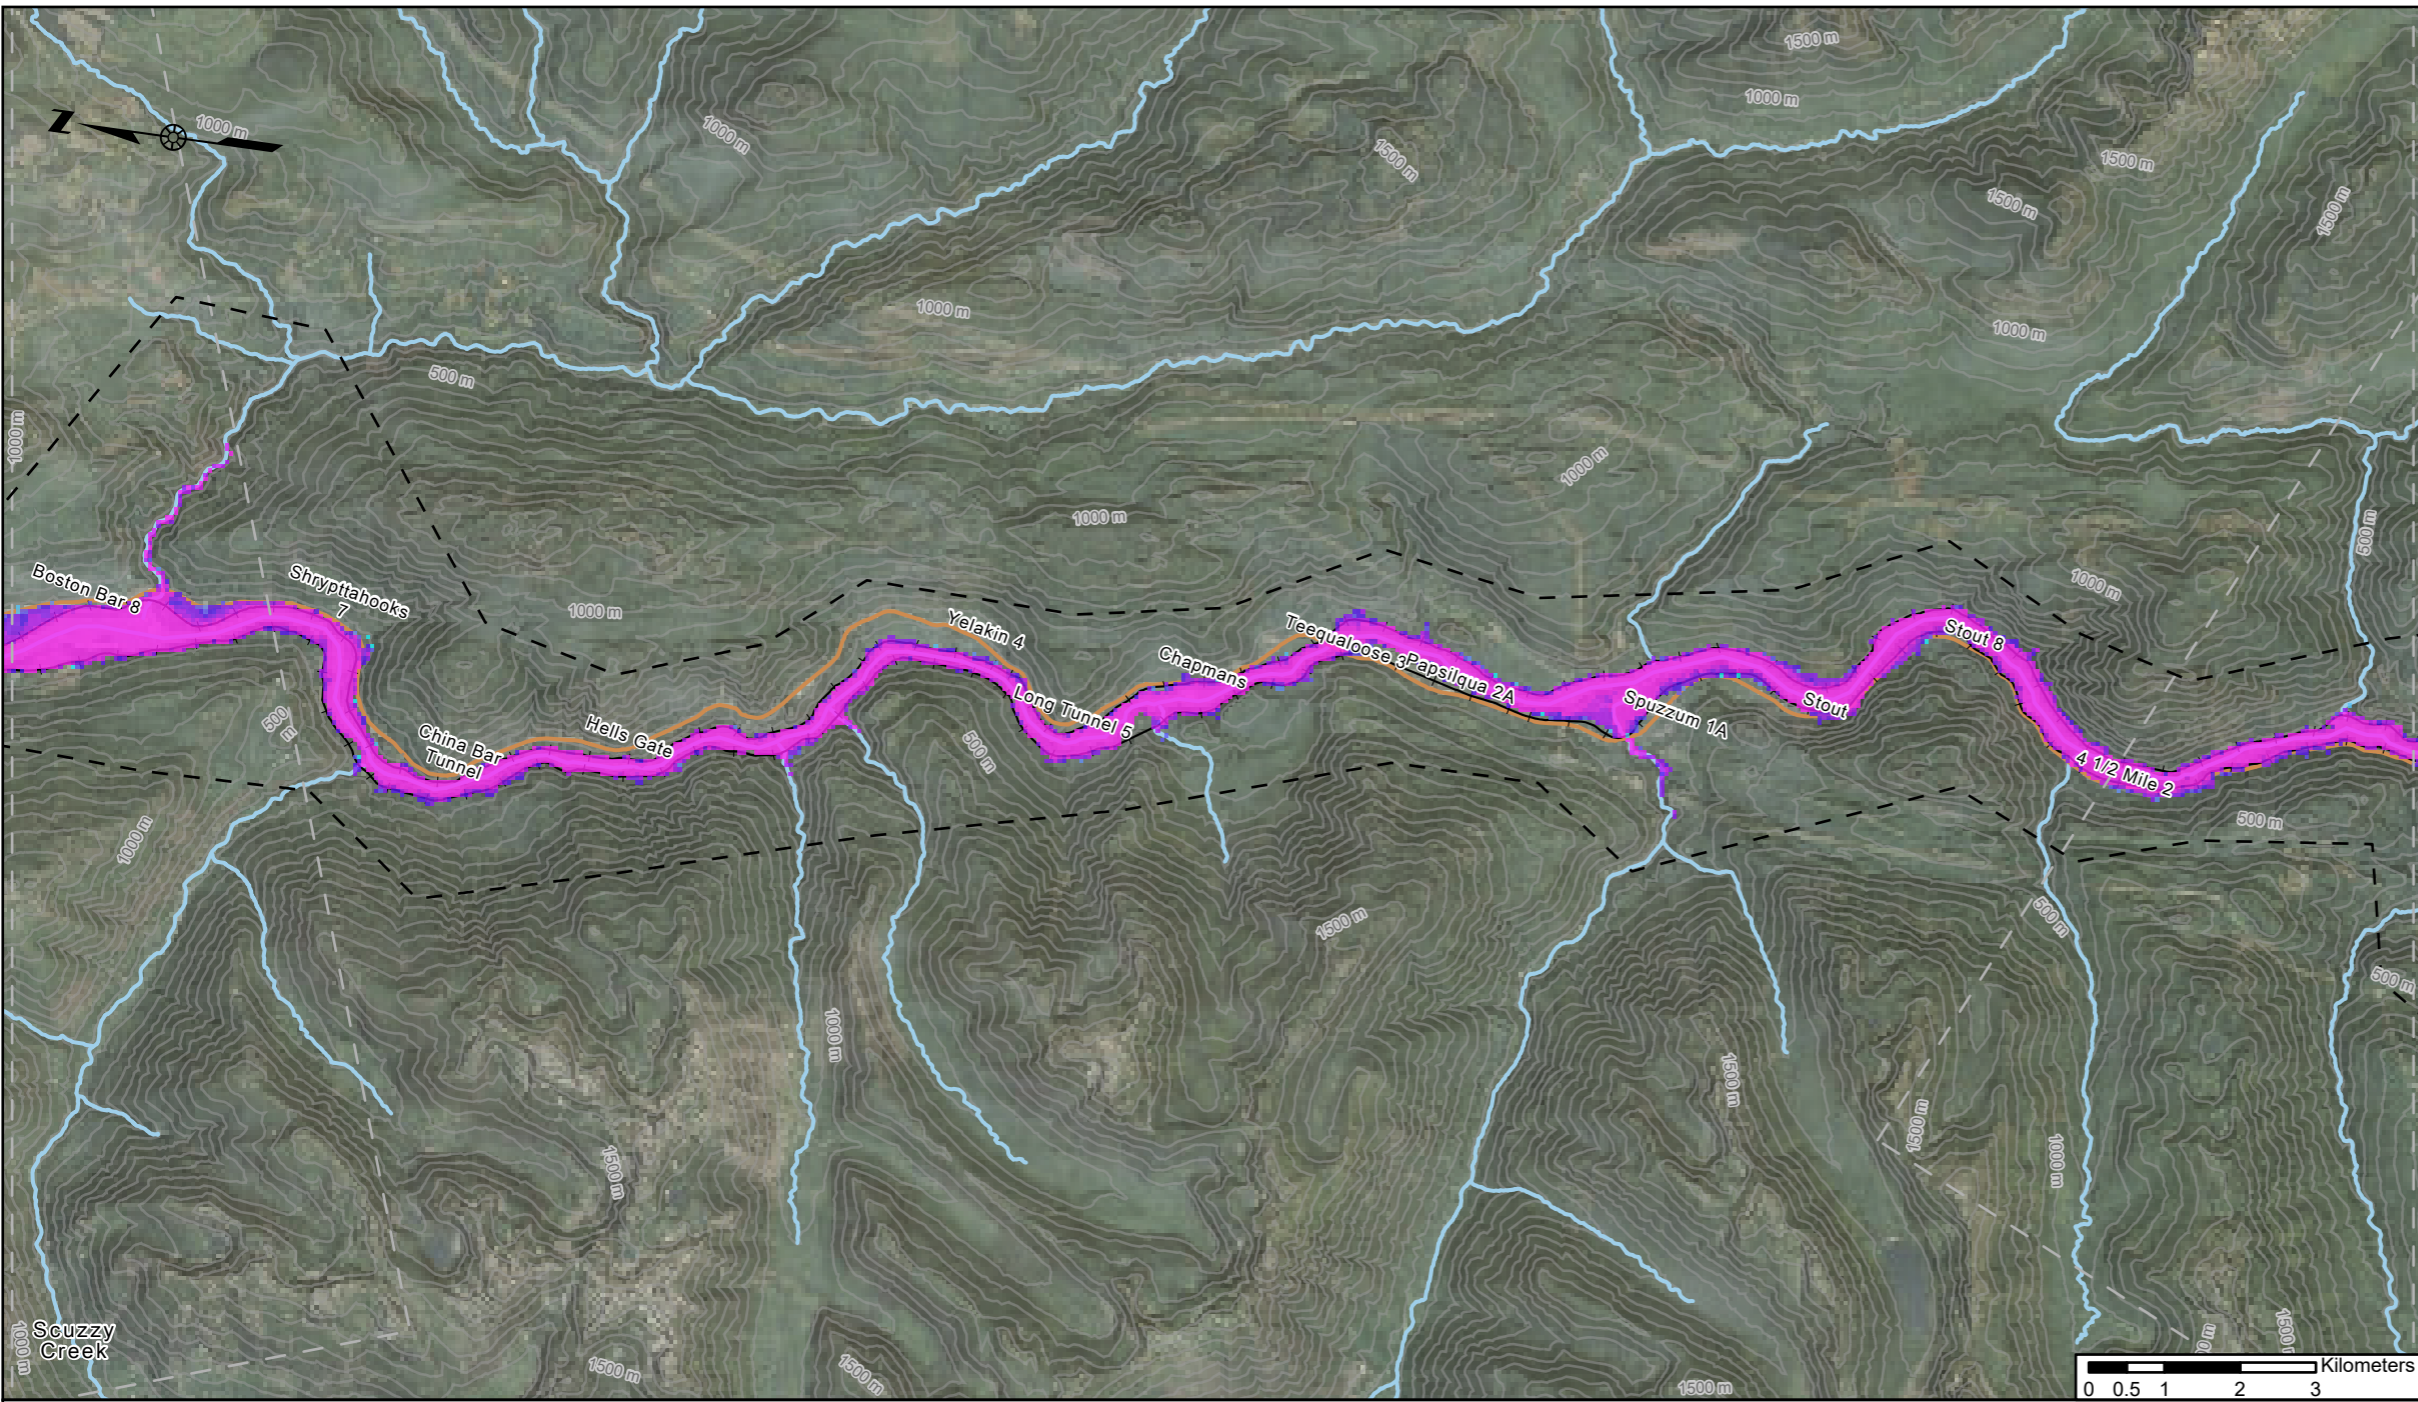 1500 m
1000 m
Z
1000 m
1000 m
1500 m
1500 m
1500 m
1500 m
1000 m
1000 m
500 m
1000 m
1000 m
1000 m
500 m
Boston Bar 8
Shrypttahooks
7
1000 m
1000 m
Yelakin 4
Teequaloose 3
Papsilqua 2A
Stout 8
Chapmans
Long Tunnel 5
Spuzzum 1A
Stout
500
m
China Bar
Tunnel
Hells Gate
500 m
4 1/2 Mile 2
500 m
1000 m
1500 m
500 m
500 m
1000 m
1500 m
1500 m
1500 m
1000 m
Scuzzy
Creek
1000 m
1500 m
1500 m
1500 m
0 m
1500 m
Kilometers
0 0.5 1 2 3